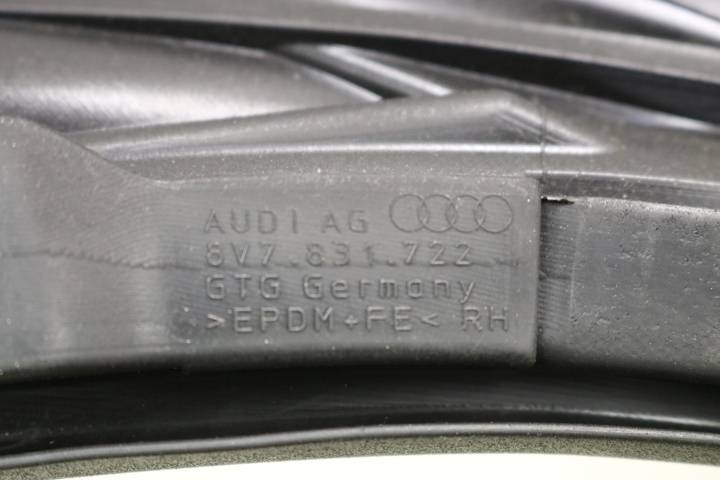 AUDI AG
8V7.831.722
GTG Germany
>EPDM+FE< RH